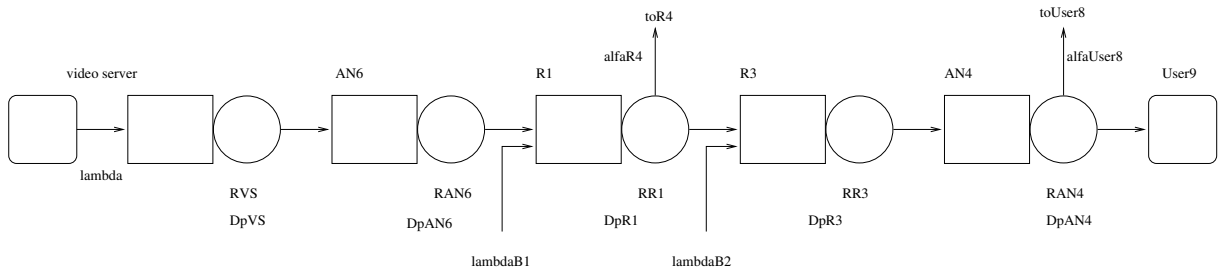 toR4
toUser8
alfaR4
alfaUser8
video server
AN6
R1
R3
AN4
User9
lambda
RVS
RAN6
RR1
RR3
RAN4
DpVS
DpAN6
DpR1
DpR3
DpAN4
lambdaB1
lambdaB2